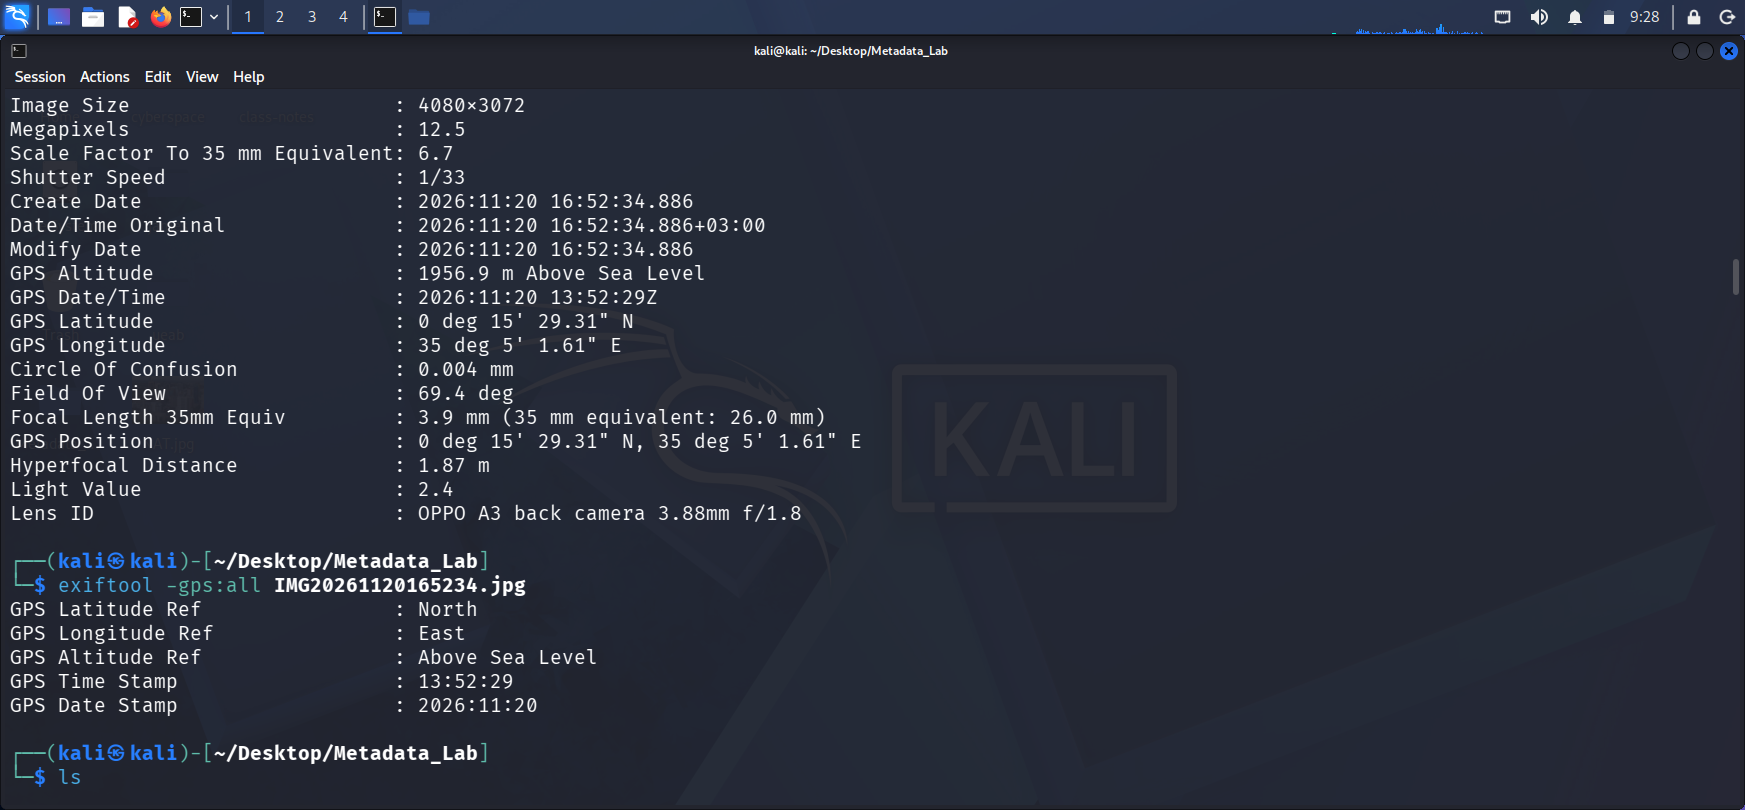 1 2 3 4 9:28
kali@kali: ~/Desktop/Metadata_Lab
Session Actions Edit View Help
Image Size : 4080×3072
Megapixels : 12.5
Scale Factor To 35 mm Equivalent: 6.7
Shutter Speed : 1/33
Create Date : 2026:11:20 16:52:34.886
Date/Time Original : 2026:11:20 16:52:34.886+03:00
Modify Date : 2026:11:20 16:52:34.886
GPS Altitude : 1956.9 m Above Sea Level
GPS Date/Time : 2026:11:20 13:52:29Z
GPS Latitude : 0 deg 15' 29.31" N
GPS Longitude : 35 deg 5' 1.61" E
Circle Of Confusion : 0.004 mm
Field Of View : 69.4 deg
Focal Length 35mm Equiv : 3.9 mm (35 mm equivalent: 26.0 mm)
GPS Position : 0 deg 15' 29.31" N, 35 deg 5' 1.61" E
Hyperfocal Distance : 1.87 m
Light Value : 2.4
Lens ID : OPPO A3 back camera 3.88mm f/1.8
KALI
┌──(kali㉿kali)-[~/Desktop/Metadata_Lab]
└─$ exiftool -gps:all IMG20261120165234.jpg
GPS Latitude Ref : North
GPS Longitude Ref : East
GPS Altitude Ref : Above Sea Level
GPS Time Stamp : 13:52:29
GPS Date Stamp : 2026:11:20
┌──(kali㉿kali)-[~/Desktop/Metadata_Lab]
└─$ ls